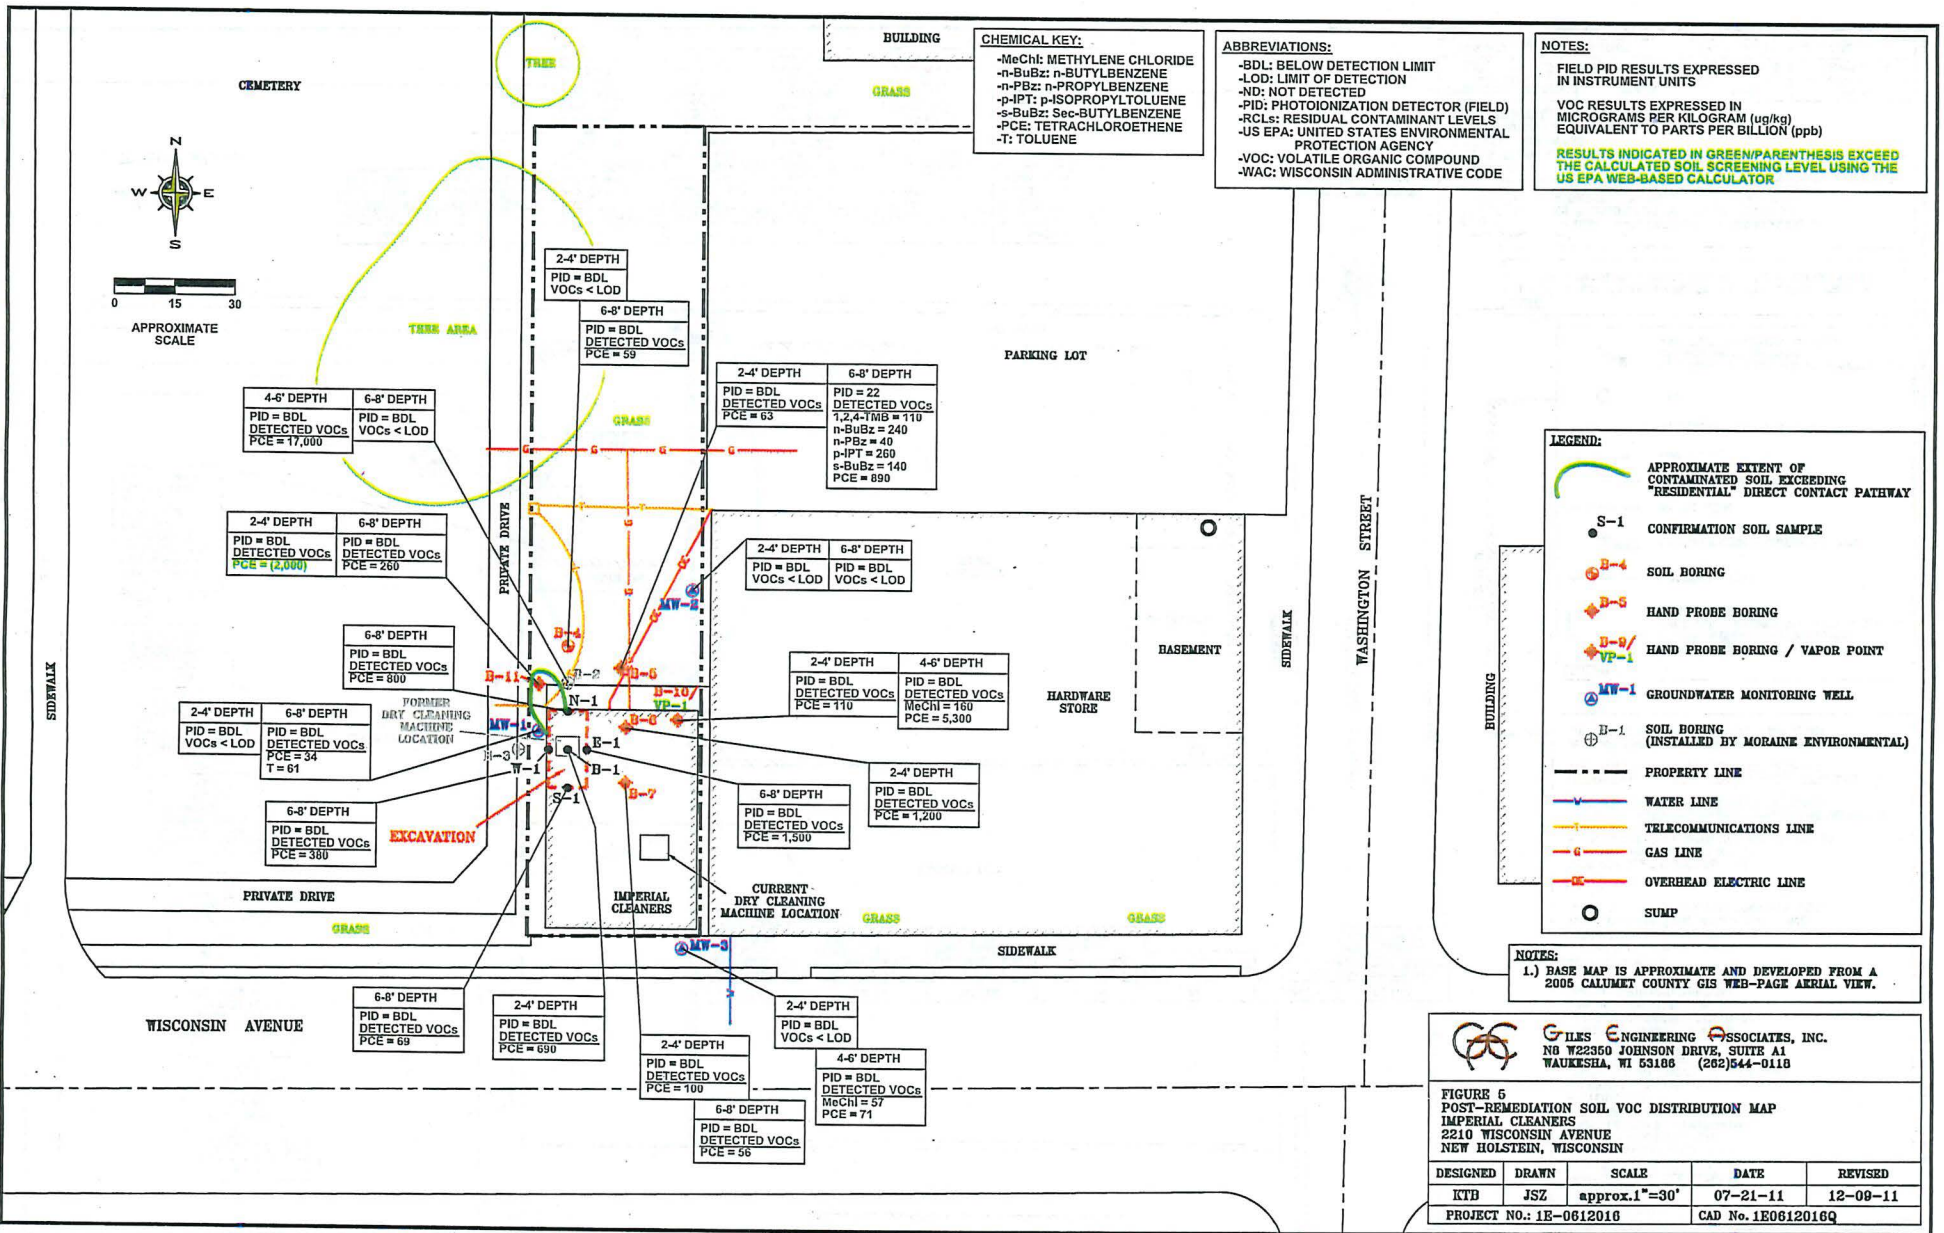 CEMETERY
TREE
BUILDING
GRASS
CHEMICAL KEY:
-MeChl: METHYLENE CHLORIDE
-n-BuBz: n-BUTYLBENZENE
-n-PBz: n-PROPYLBENZENE
-p-IPT: p-ISOPROPYLTOLUENE
-s-BuBz: Sec-BUTYLBENZENE
-PCE: TETRACHLOROETHENE
-T: TOLUENE
ABBREVIATIONS:
-BDL: BELOW DETECTION LIMIT
-LOD: LIMIT OF DETECTION
-ND: NOT DETECTED
-PID: PHOTOIONIZATION DETECTOR (FIELD)
-RCLs: RESIDUAL CONTAMINANT LEVELS
-US EPA: UNITED STATES ENVIRONMENTAL
PROTECTION AGENCY
-VOC: VOLATILE ORGANIC COMPOUND
-WAC: WISCONSIN ADMINISTRATIVE CODE
NOTES:
FIELD PID RESULTS EXPRESSED
IN INSTRUMENT UNITS
VOC RESULTS EXPRESSED IN
MICROGRAMS PER KILOGRAM (ug/kg)
EQUIVALENT TO PARTS PER BILLION (ppb)
RESULTS INDICATED IN GREEN/PARENTHESIS EXCEED
THE CALCULATED SOIL SCREENING LEVEL USING THE
US EPA WEB-BASED CALCULATOR
N
W E
S
0 15 30
APPROXIMATE
SCALE
TREE AREA
GRASS
PARKING LOT
2-4' DEPTH
PID = BDL
VOCs < LOD
6-8' DEPTH
PID = BDL
DETECTED VOCs
PCE = 59
2-4' DEPTH
PID = BDL
DETECTED VOCs
PCE = 63
6-8' DEPTH
PID = 22
DETECTED VOCs
1,2,4-TMB = 110
n-BuBz = 240
n-PBz = 40
p-IPT = 260
s-BuBz = 140
PCE = 890
4-6' DEPTH
PID = BDL
DETECTED VOCs
PCE = 17,000
6-8' DEPTH
PID = BDL
VOCs < LOD
G G G G
T T
G
G
OE
OE
T
2-4' DEPTH
PID = BDL
DETECTED VOCs
PCE = (2,000)
6-8' DEPTH
PID = BDL
DETECTED VOCs
PCE = 260
PRIVATE DRIVE
2-4' DEPTH
PID = BDL
VOCs < LOD
6-8' DEPTH
PID = BDL
VOCs < LOD
MW-2
B-4
B-2
B-5
B-11
B-10/
VP-1
N-1
B-6
MW-1
B-3
W-1
E-1
B-1
S-1
B-7
6-8' DEPTH
PID = BDL
DETECTED VOCs
PCE = 800
FORMER
DRY CLEANING
MACHINE
LOCATION
2-4' DEPTH
PID = BDL
VOCs < LOD
6-8' DEPTH
PID = BDL
DETECTED VOCs
PCE = 34
T = 61
2-4' DEPTH
PID = BDL
DETECTED VOCs
PCE = 110
4-6' DEPTH
PID = BDL
DETECTED VOCs
MeChl = 160
PCE = 5,300
2-4' DEPTH
PID = BDL
DETECTED VOCs
PCE = 1,200
6-8' DEPTH
PID = BDL
DETECTED VOCs
PCE = 1,500
6-8' DEPTH
PID = BDL
DETECTED VOCs
PCE = 380
EXCAVATION
HARDWARE
STORE
BASEMENT
SIDEWALK
WASHINGTON STREET
SIDEWALK
BUILDING
PRIVATE DRIVE
GRASS
IMPERIAL
CLEANERS
CURRENT
DRY CLEANING
MACHINE LOCATION
GRASS
GRASS
SIDEWALK
MW-3
W
WISCONSIN AVENUE
6-8' DEPTH
PID = BDL
DETECTED VOCs
PCE = 69
2-4' DEPTH
PID = BDL
DETECTED VOCs
PCE = 690
2-4' DEPTH
PID = BDL
DETECTED VOCs
PCE = 100
6-8' DEPTH
PID = BDL
DETECTED VOCs
PCE = 56
2-4' DEPTH
PID = BDL
VOCs < LOD
4-6' DEPTH
PID = BDL
DETECTED VOCs
MeChl = 57
PCE = 71
LEGEND:
APPROXIMATE EXTENT OF
CONTAMINATED SOIL EXCEEDING
"RESIDENTIAL" DIRECT CONTACT PATHWAY
S-1 CONFIRMATION SOIL SAMPLE
B-4 SOIL BORING
B-5 HAND PROBE BORING
B-9/
VP-1 HAND PROBE BORING / VAPOR POINT
MW-1 GROUNDWATER MONITORING WELL
B-1 SOIL BORING
(INSTALLED BY MORAINE ENVIRONMENTAL)
PROPERTY LINE
W WATER LINE
T TELECOMMUNICATIONS LINE
G GAS LINE
OE OVERHEAD ELECTRIC LINE
SUMP
NOTES:
1.) BASE MAP IS APPROXIMATE AND DEVELOPED FROM A
2005 CALUMET COUNTY GIS WEB-PAGE AERIAL VIEW.
GILES ENGINEERING ASSOCIATES, INC.
N8 W22350 JOHNSON DRIVE, SUITE A1
WAUKESHA, WI 53186 (262)544-0118
FIGURE 5
POST-REMEDIATION SOIL VOC DISTRIBUTION MAP
IMPERIAL CLEANERS
2210 WISCONSIN AVENUE
NEW HOLSTEIN, WISCONSIN
DESIGNED DRAWN SCALE DATE REVISED
KTB JSZ approx.1"=30' 07-21-11 12-09-11
PROJECT NO.: 1E-0612016 CAD No. 1E0612016Q